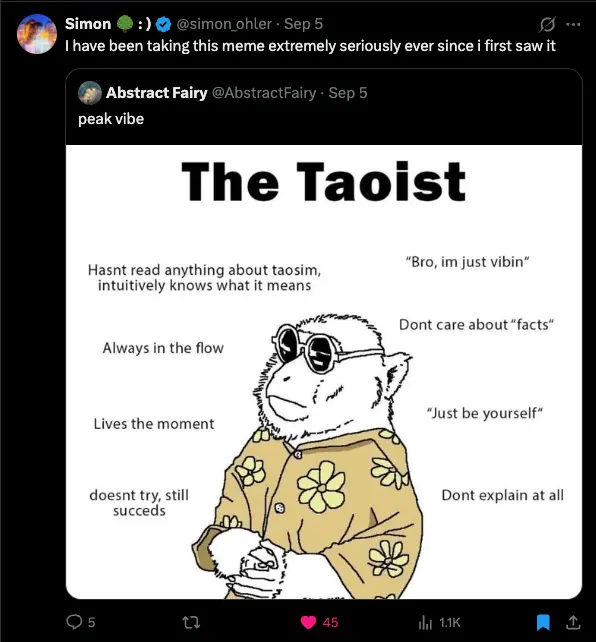 Simon 🌳 :) @simon_ohler · Sep 5
I have been taking this meme extremely seriously ever since i first saw it
Abstract Fairy @AbstractFairy · Sep 5
peak vibe
The Taoist
Hasnt read anything about taosim,
intuitively knows what it means
"Bro, im just vibin"
Dont care about "facts"
Always in the flow
"Just be yourself"
Lives the moment
doesnt try, still
succeds
Dont explain at all
5
45
1.1K